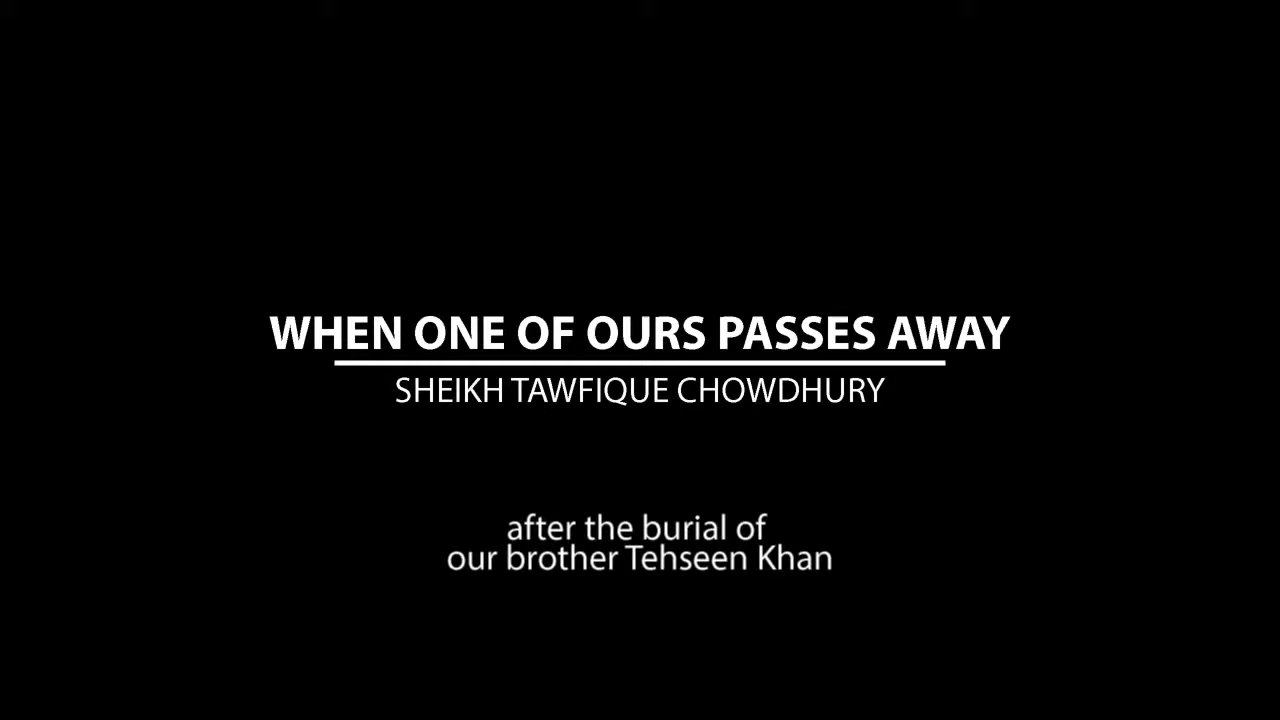 WHEN ONE OF OURS PASSES AWAY
SHEIKH TAWFIQUE CHOWDHURY
after the burial of
our brother Tehseen Khan